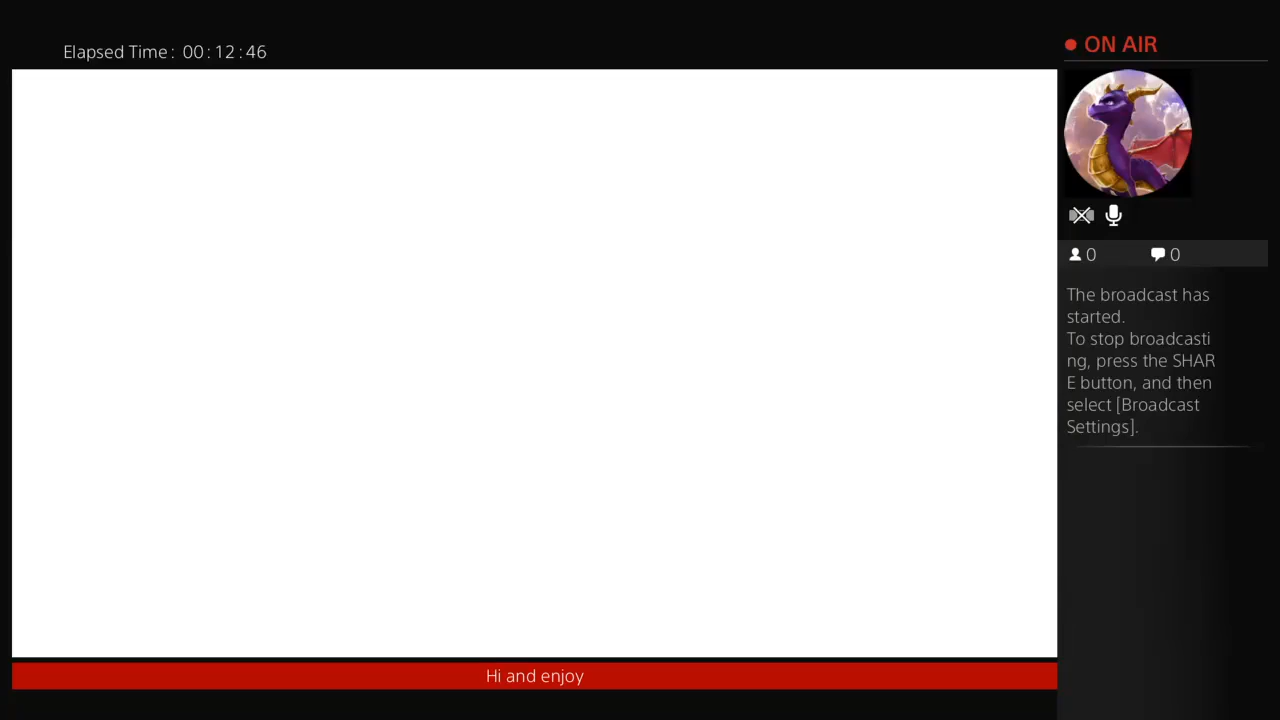 Elapsed Time: 00:12:46
ON AIR
0 0
The broadcast has
started.
To stop broadcasti
ng, press the SHAR
E button, and then
select [Broadcast
Settings].
Hi and enjoy